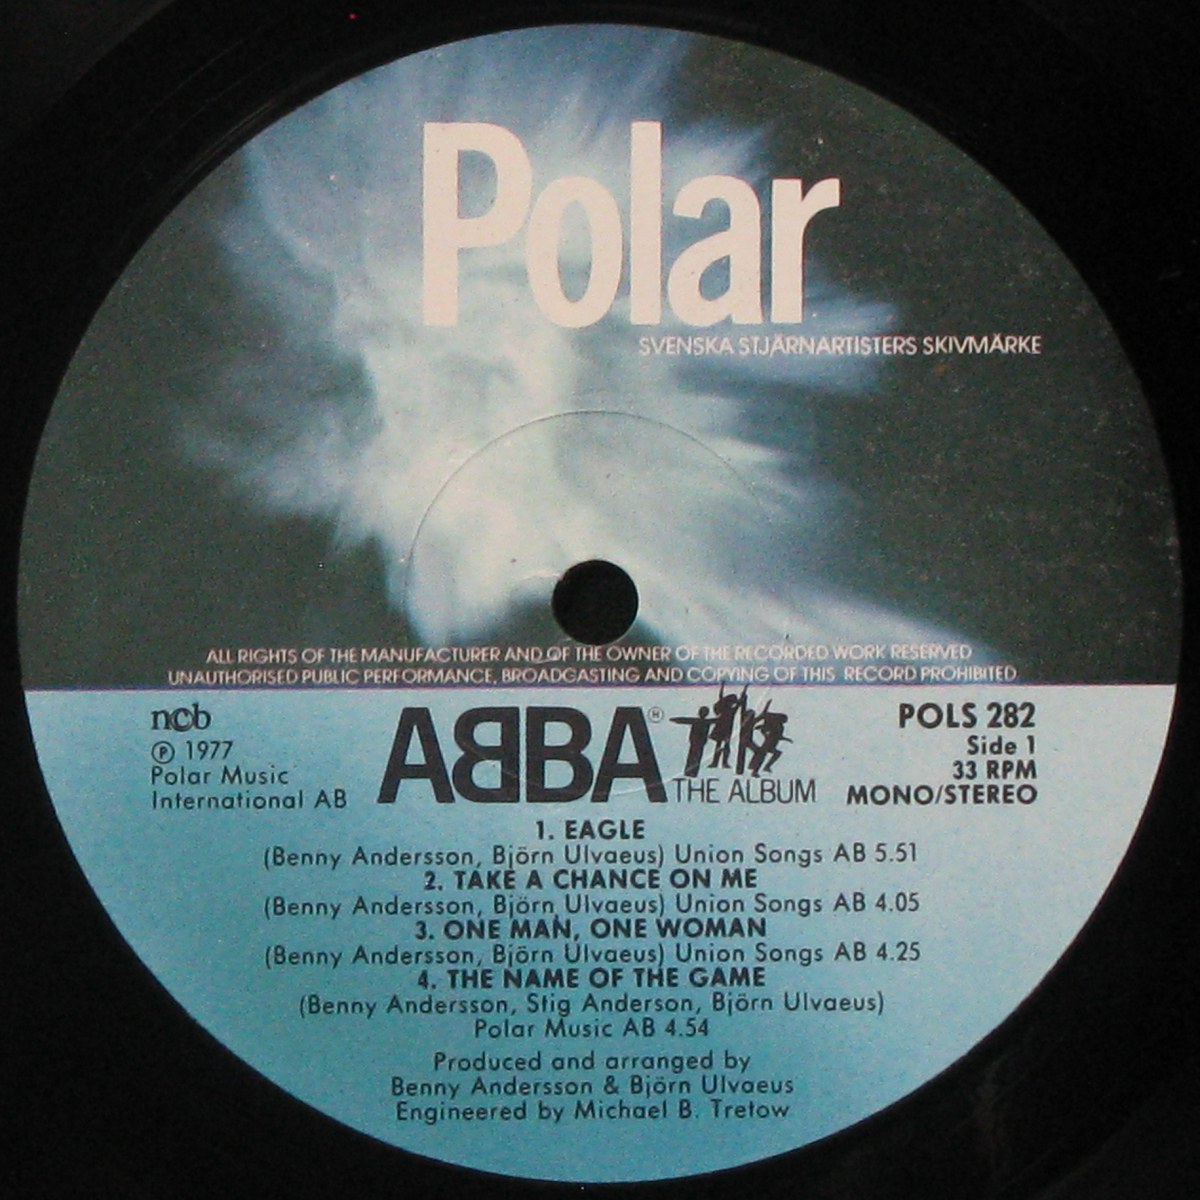 Polar
SVENSKA STJÄRNARTISTERS SKIVMÄRKE
ALL RIGHTS OF THE MANUFACTURER AND OF THE OWNER OF THE RECORDED WORK RESERVED
UNAUTHORISED PUBLIC PERFORMANCE, BROADCASTING AND COPYING OF THIS RECORD PROHIBITED
ncb
Ⓟ 1977
Polar Music
International AB
AᗺBA Ⓗ
THE ALBUM
POLS 282
Side 1
33 RPM
MONO/STEREO
1. EAGLE
(Benny Andersson, Björn Ulvaeus) Union Songs AB 5.51
2. TAKE A CHANCE ON ME
(Benny Andersson, Björn Ulvaeus) Union Songs AB 4.05
3. ONE MAN, ONE WOMAN
(Benny Andersson, Björn Ulvaeus) Union Songs AB 4.25
4. THE NAME OF THE GAME
(Benny Andersson, Stig Anderson, Björn Ulvaeus)
Polar Music AB 4.54
Produced and arranged by
Benny Andersson & Björn Ulvaeus
Engineered by Michael B. Tretow